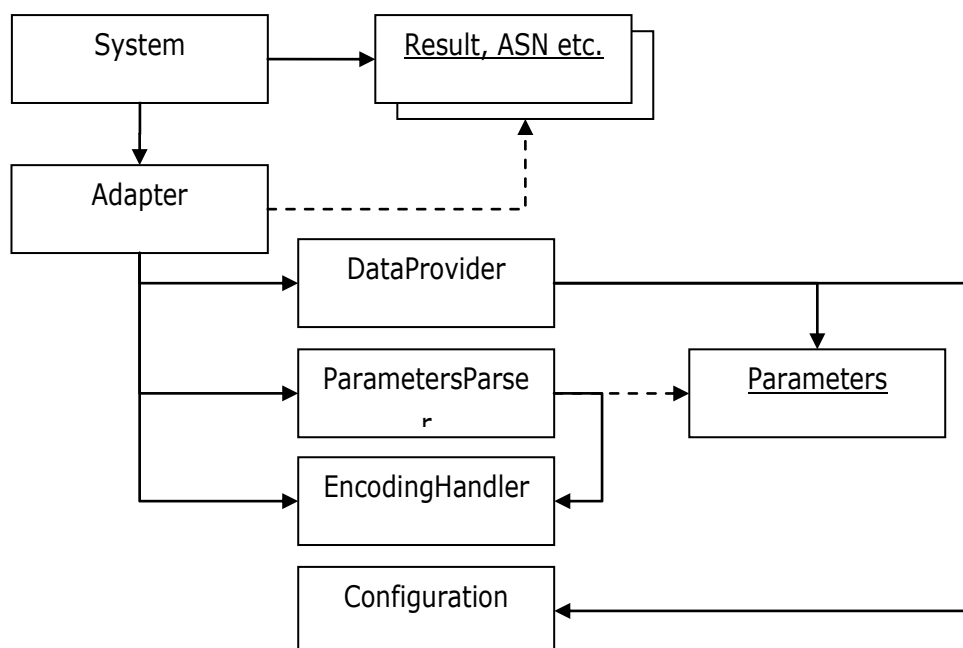 System
Result, ASN etc.
Adapter
DataProvider
ParametersParse
r
Parameters
EncodingHandler
Configuration